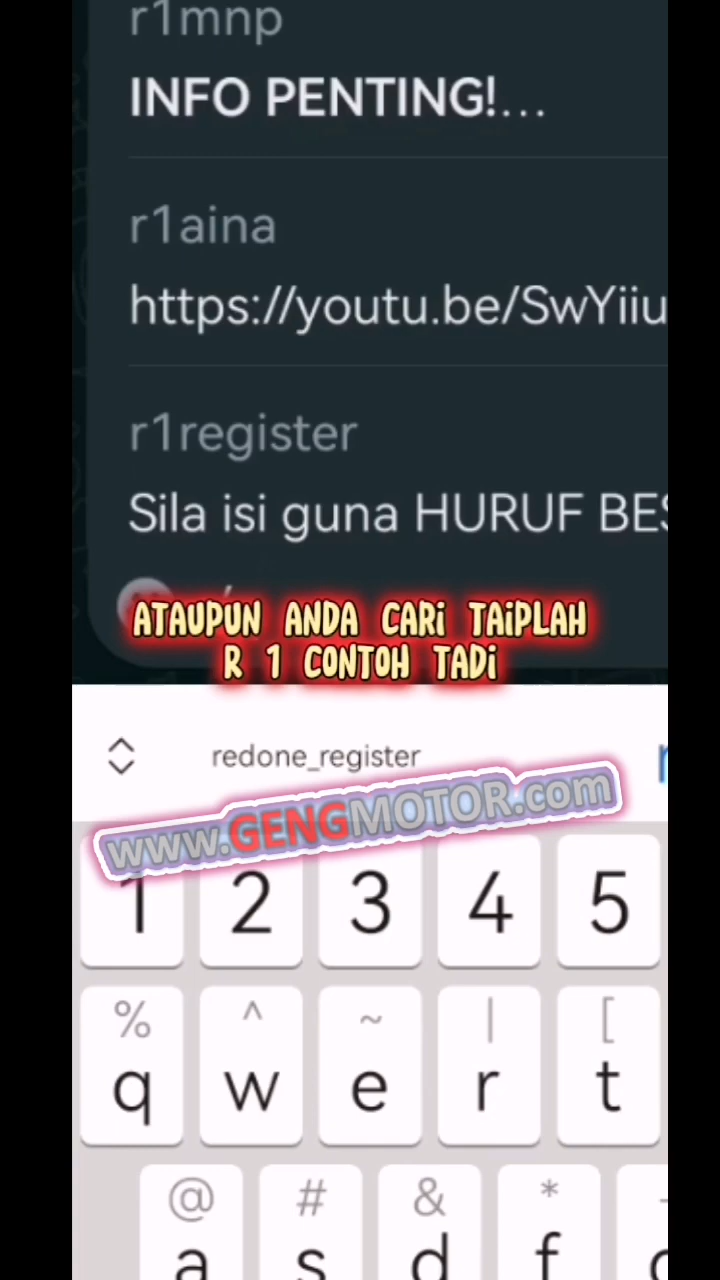 r1mnp
INFO PENTING!...
r1aina
https://youtu.be/SwYiiu
r1register
Sila isi guna HURUF BES
ATAUPUN ANDA CARI TAIPLAH
R 1 CONTOH TADI
redone_register
www.GENGMOTOR.com
1 2 3 4 5
% ^ ~ | [
q w e r t
@ # & *
a s d f